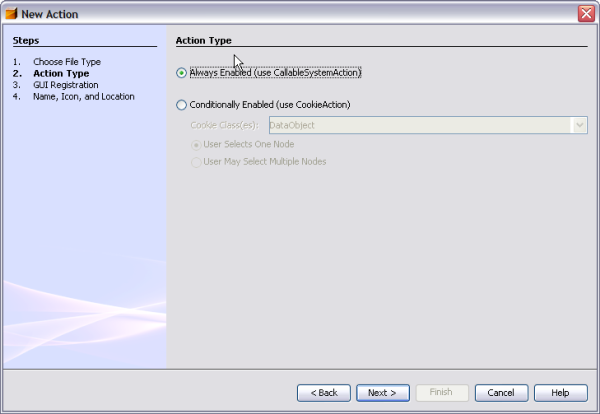 New Action
Steps
1. Choose File Type
2. Action Type
3. GUI Registration
4. Name, Icon, and Location
Action Type
Always Enabled (use CallableSystemAction)
Conditionally Enabled (use CookieAction)
Cookie Class(es): DataObject
User Selects One Node
User May Select Multiple Nodes
< Back Next > Finish Cancel Help